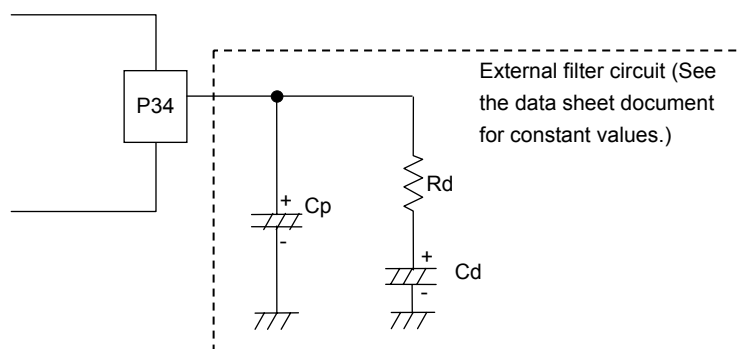 External filter circuit (See
the data sheet document
for constant values.)
P34
Rd
+
Cp
-
+
Cd
-